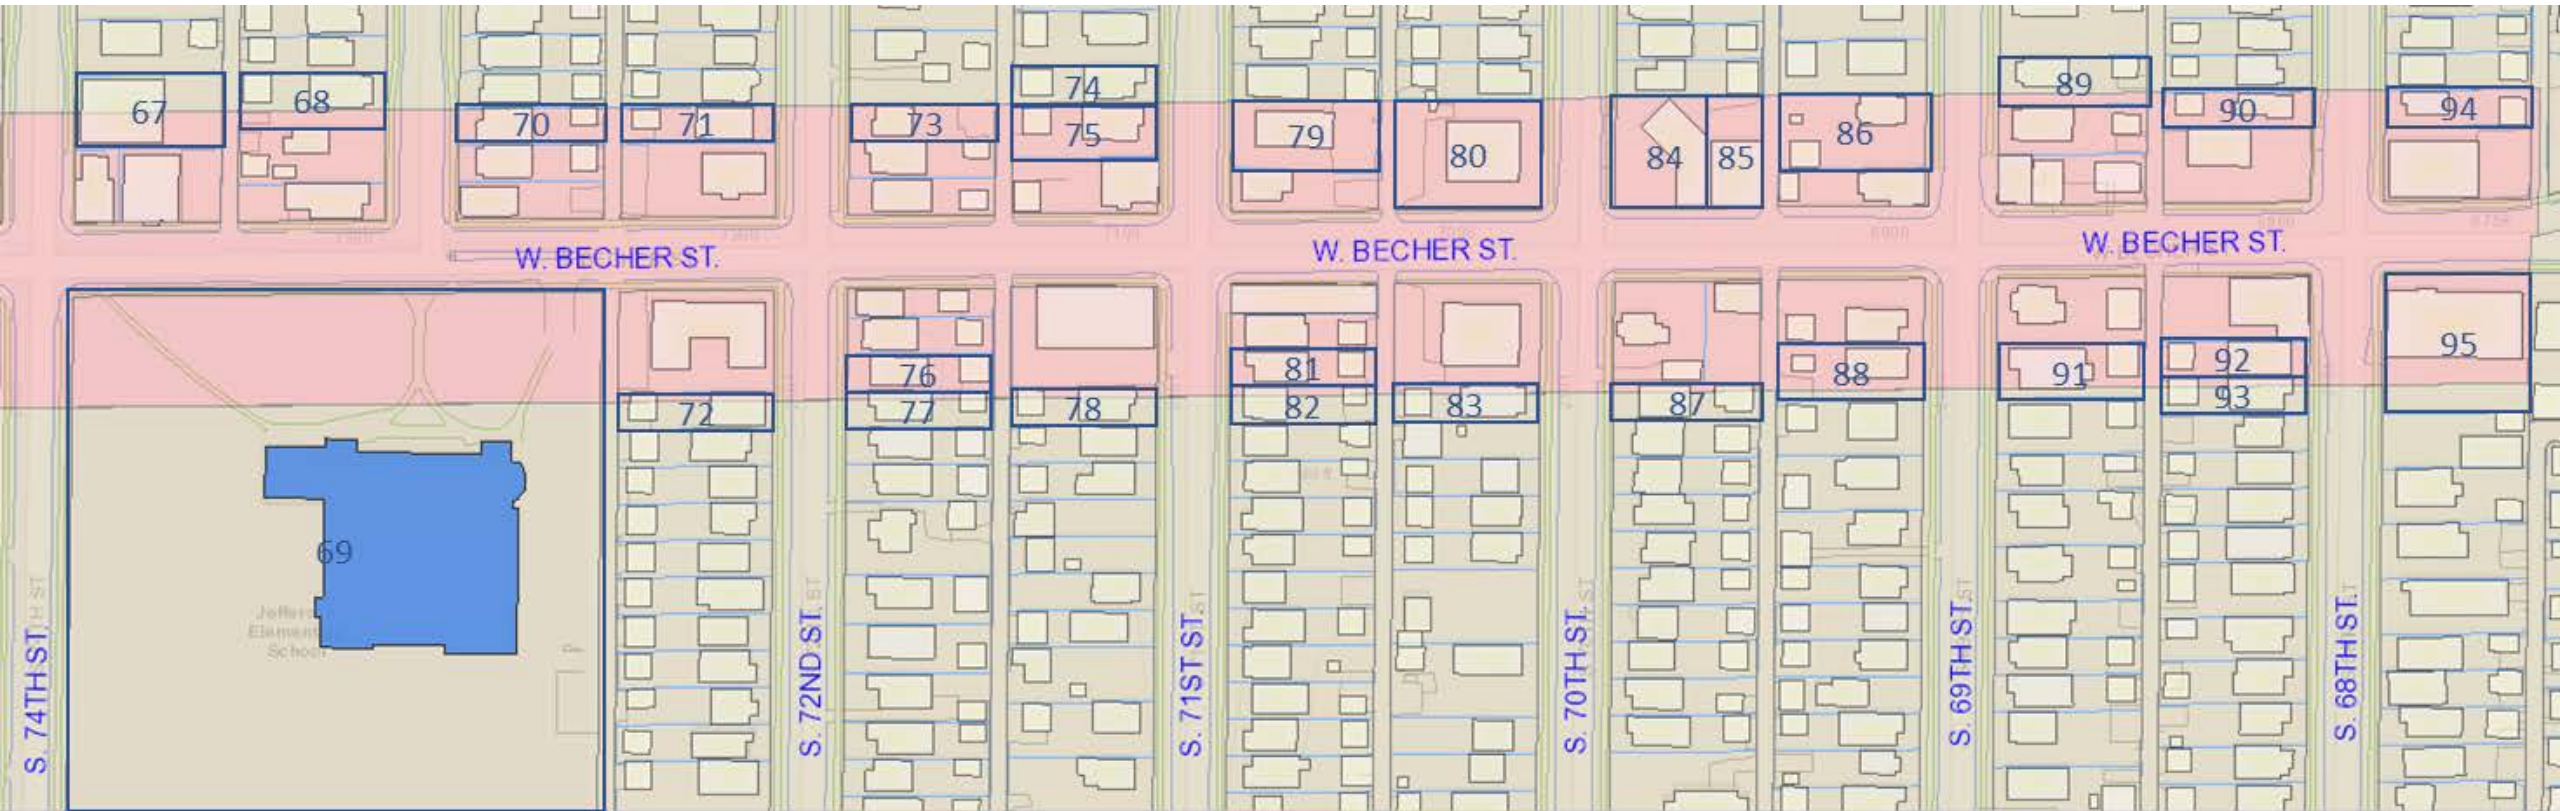 67
68
70
71
73
74
75
79
80
84
85
86
89
90
94
W. BECHER ST.
W. BECHER ST.
W. BECHER ST.
69
72
76
77
78
81
82
83
87
88
91
92
93
95
S. 74TH ST.
S. 72ND ST.
S. 71ST ST.
S. 70TH ST.
S. 69TH ST.
S. 68TH ST.
School